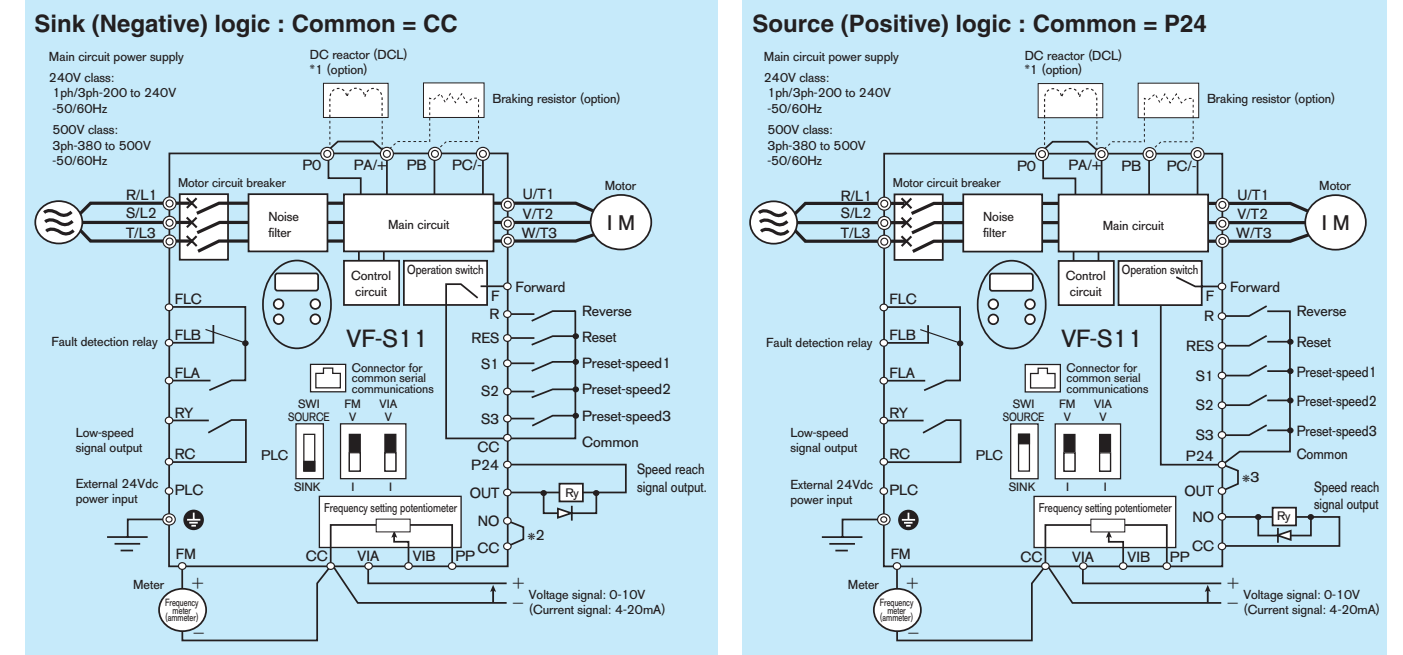 Sink (Negative) logic : Common = CC
Main circuit power supply
240V class:
1ph/3ph-200 to 240V
-50/60Hz
500V class:
3ph-380 to 500V
-50/60Hz
DC reactor (DCL)
*1 (option)
Braking resistor (option)
P0
PA/+
PB
PC/-
R/L1
S/L2
T/L3
Motor circuit breaker
Noise
filter
Main circuit
U/T1
V/T2
W/T3
Motor
I M
Control
circuit
Operation switch
F
Forward
R
Reverse
RES
Reset
S1
Preset-speed1
S2
Preset-speed2
S3
Preset-speed3
CC
Common
P24
OUT
Ry
Speed reach
signal output.
NO
CC
*2
FLC
FLB
FLA
Fault detection relay
RY
RC
Low-speed
signal output
PLC
External 24Vdc
power input
VF-S11
Connector for
common serial
communications
SWI
SOURCE
FM
V
VIA
V
PLC
SINK
I
I
Frequency setting potentiometer
FM
CC
VIA
VIB
PP
Meter
+
Frequency
meter
(ammeter)
−
+
−
Voltage signal: 0-10V
(Current signal: 4-20mA)
Source (Positive) logic : Common = P24
Main circuit power supply
240V class:
1ph/3ph-200 to 240V
-50/60Hz
500V class:
3ph-380 to 500V
-50/60Hz
DC reactor (DCL)
*1 (option)
Braking resistor (option)
P0
PA/+
PB
PC/-
R/L1
S/L2
T/L3
Motor circuit breaker
Noise
filter
Main circuit
U/T1
V/T2
W/T3
Motor
I M
Control
circuit
Operation switch
F
Forward
R
Reverse
RES
Reset
S1
Preset-speed1
S2
Preset-speed2
S3
Preset-speed3
P24
Common
*3
OUT
NO
Ry
CC
Speed reach
signal output
FLC
FLB
FLA
Fault detection relay
RY
RC
Low-speed
signal output
PLC
External 24Vdc
power input
VF-S11
Connector for
common serial
communications
SWI
SOURCE
FM
V
VIA
V
PLC
SINK
I
I
Frequency setting potentiometer
FM
CC
VIA
VIB
PP
Meter
+
Frequency
meter
(ammeter)
−
+
−
Voltage signal: 0-10V
(Current signal: 4-20mA)